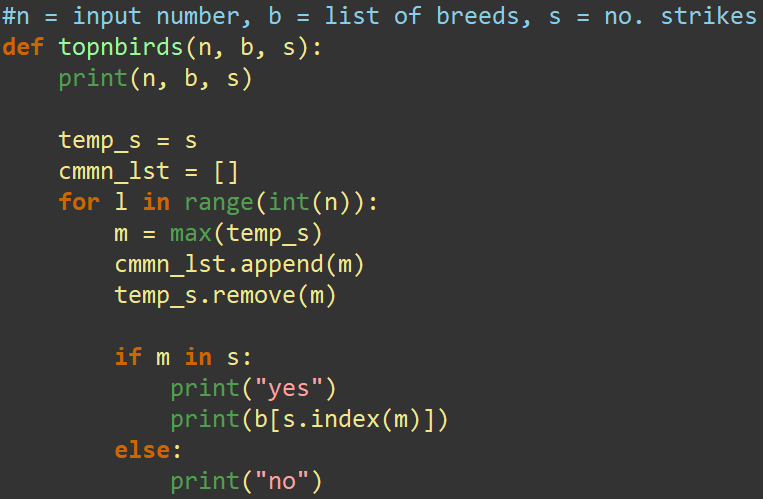 #n = input number, b = list of breeds, s = no. strikes
def topnbirds(n, b, s):
    print(n, b, s)

    temp_s = s
    cmmn_lst = []
    for l in range(int(n)):
        m = max(temp_s)
        cmmn_lst.append(m)
        temp_s.remove(m)

        if m in s:
            print("yes")
            print(b[s.index(m)])
        else:
            print("no")